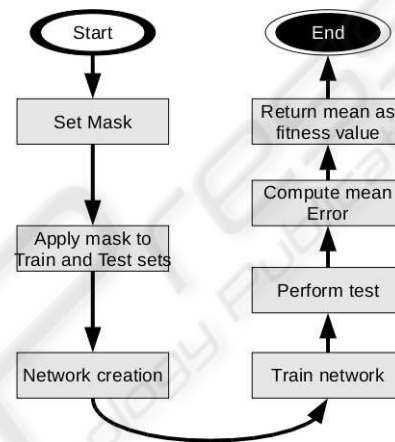 Start
Set Mask
Apply mask to
Train and Test sets
Network creation
Train network
Perform test
Compute mean
Error
Return mean as
fitness value
End